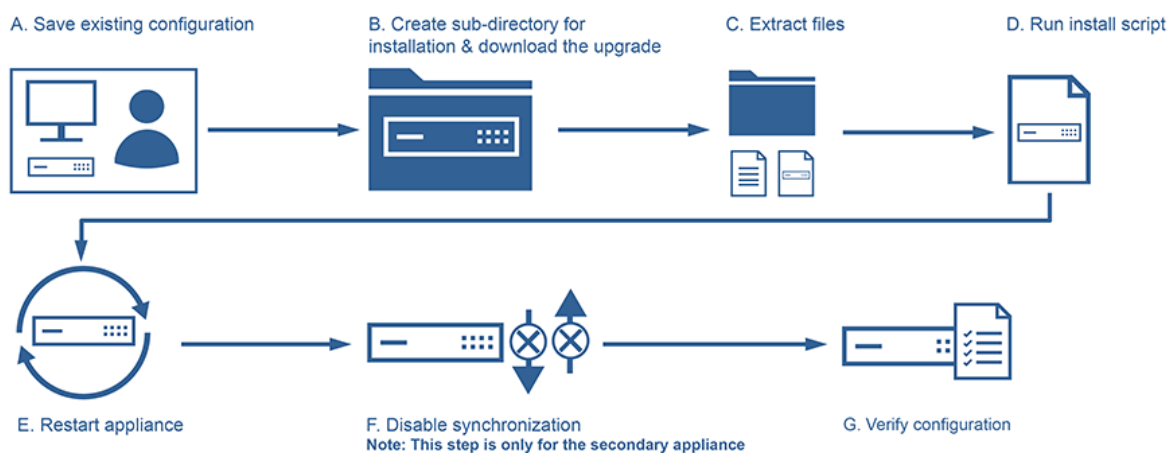 A. Save existing configuration
B. Create sub-directory for
installation & download the upgrade
C. Extract files
D. Run install script
E. Restart appliance
F. Disable synchronization
Note: This step is only for the secondary appliance
G. Verify configuration